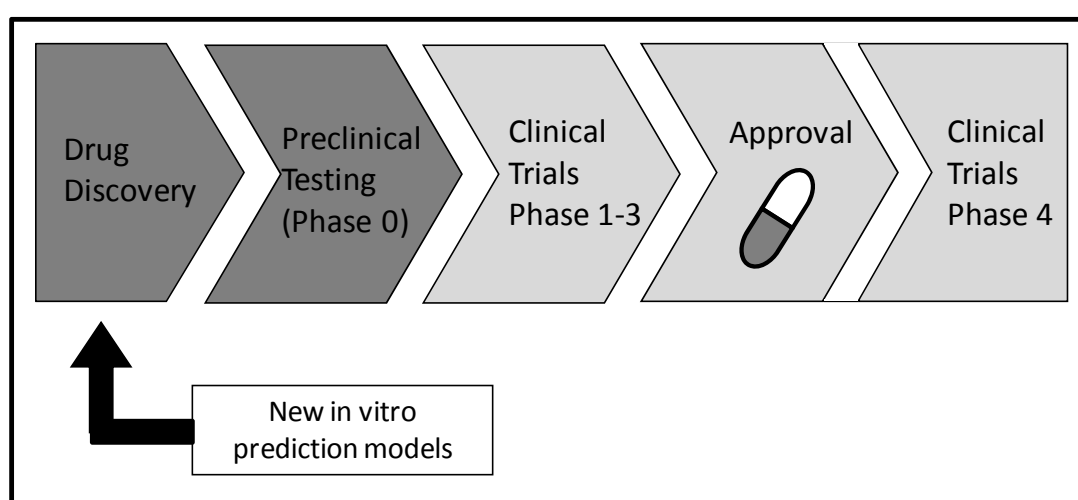 Drug
Discovery
Preclinical
Testing
(Phase 0)
Clinical
Trials
Phase 1-3
Approval
Clinical
Trials
Phase 4
New in vitro
prediction models